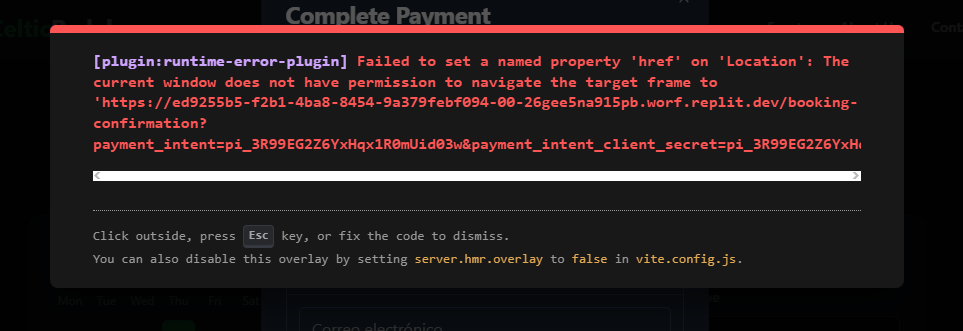 Complete Payment
[plugin:runtime-error-plugin] Failed to set a named property 'href' on 'Location': The
current window does not have permission to navigate the target frame to
'https://ed9255b5-f2b1-4ba8-8454-9a379febf094-00-26gee5na915pb.worf.replit.dev/booking-
confirmation?
payment_intent=pi_3R99EG2Z6YxHqx1R0mUid03w&payment_intent_client_secret=pi_3R99EG2Z6YxH
Click outside, press Esc key, or fix the code to dismiss.
You can also disable this overlay by setting server.hmr.overlay to false in vite.config.js.
Mon Tue Wed Thu Fri Sat
Correo electrónico